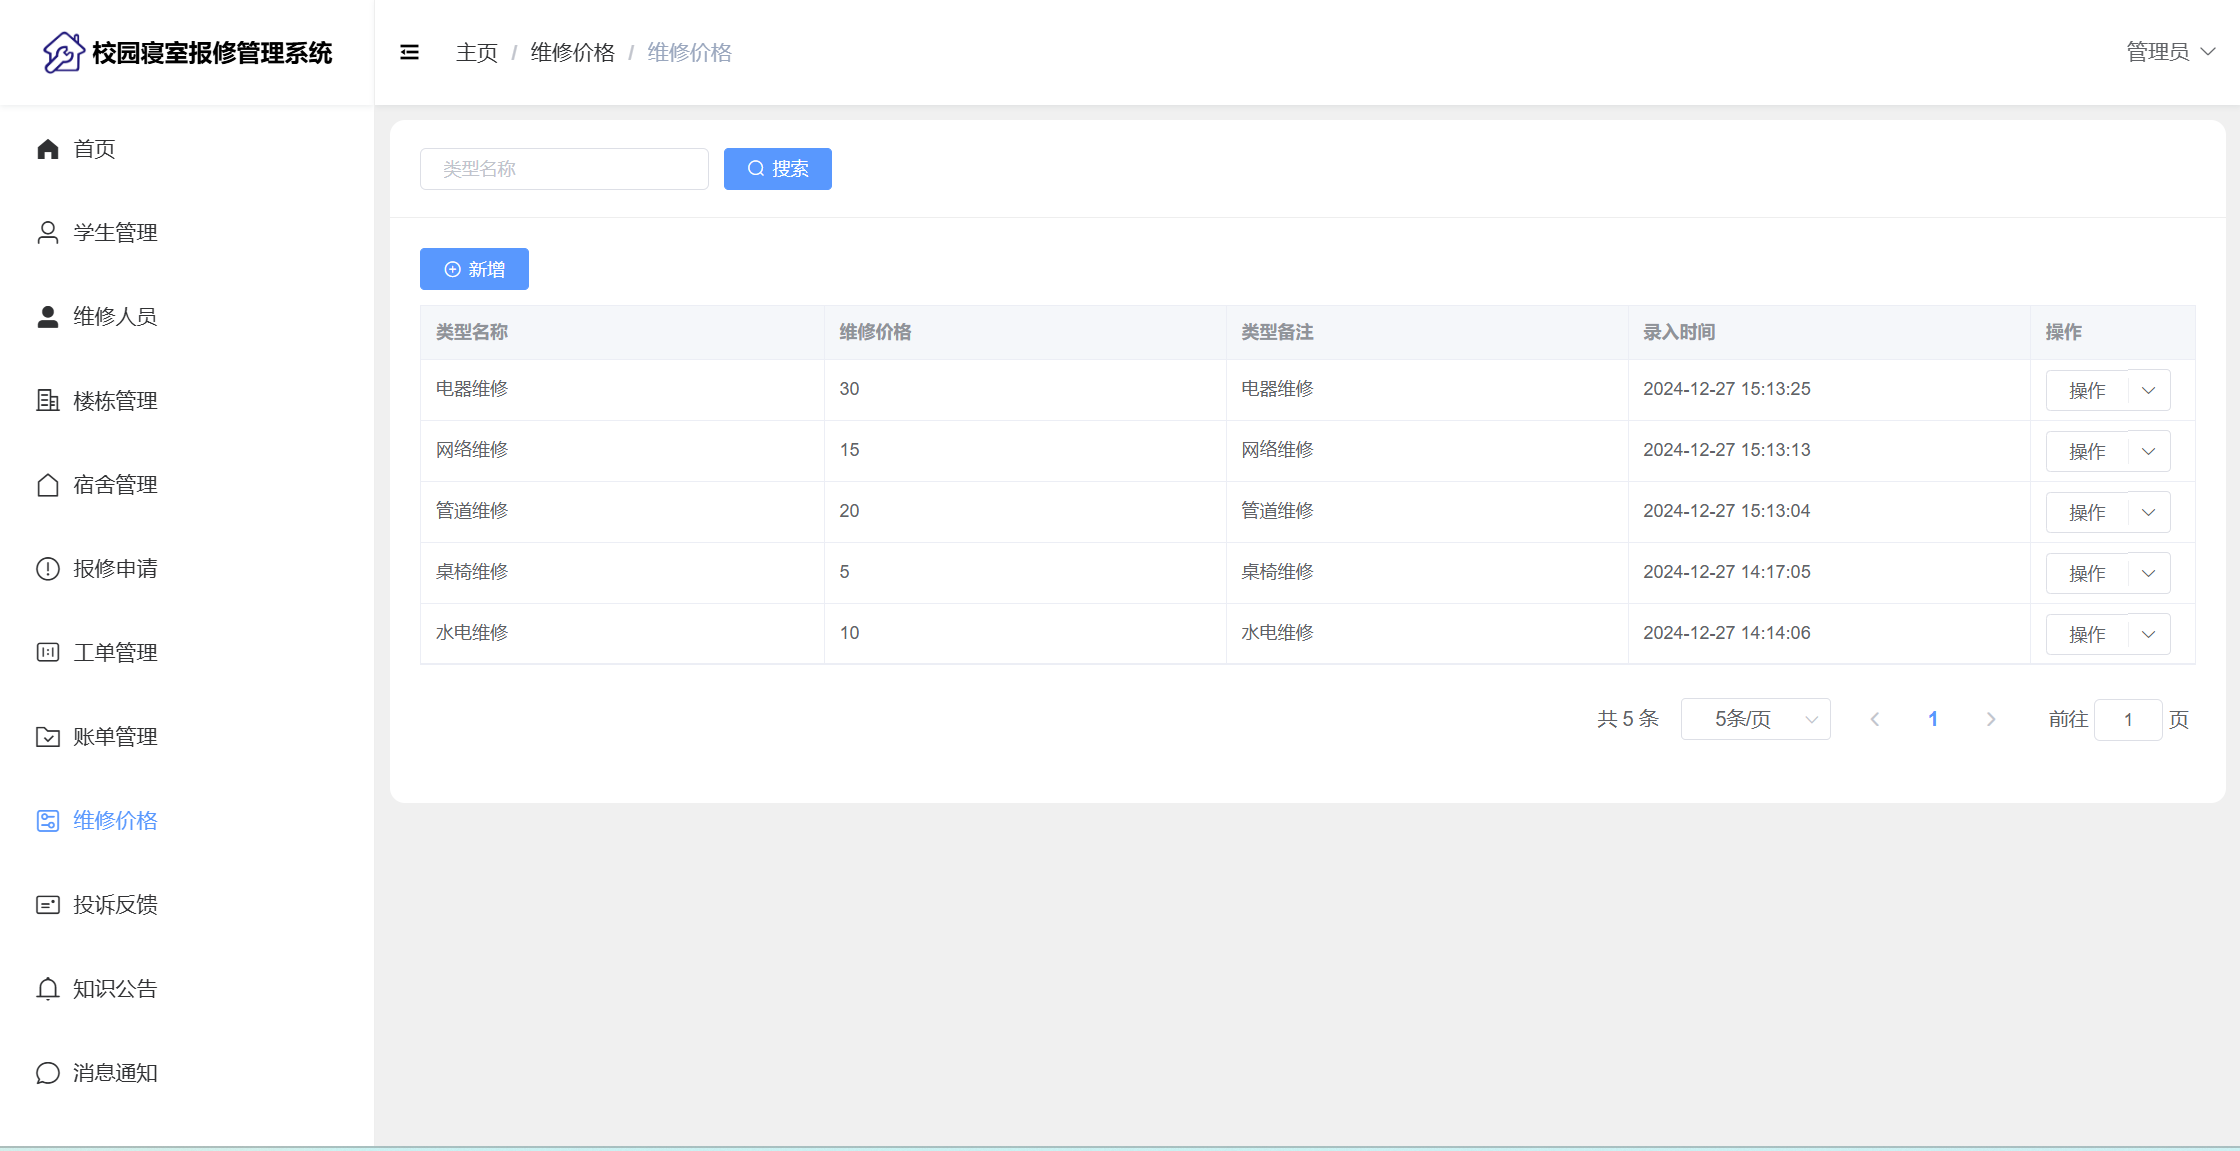 校园寝室报修管理系统
主页 / 维修价格 / 维修价格
管理员
首页
学生管理
维修人员
楼栋管理
宿舍管理
报修申请
工单管理
账单管理
维修价格
投诉反馈
知识公告
消息通知
类型名称
搜索
新增
类型名称 维修价格 类型备注 录入时间 操作
电器维修 30 电器维修 2024-12-27 15:13:25 操作
网络维修 15 网络维修 2024-12-27 15:13:13 操作
管道维修 20 管道维修 2024-12-27 15:13:04 操作
桌椅维修 5 桌椅维修 2024-12-27 14:17:05 操作
水电维修 10 水电维修 2024-12-27 14:14:06 操作
共 5 条 5条/页 1 前往 1 页